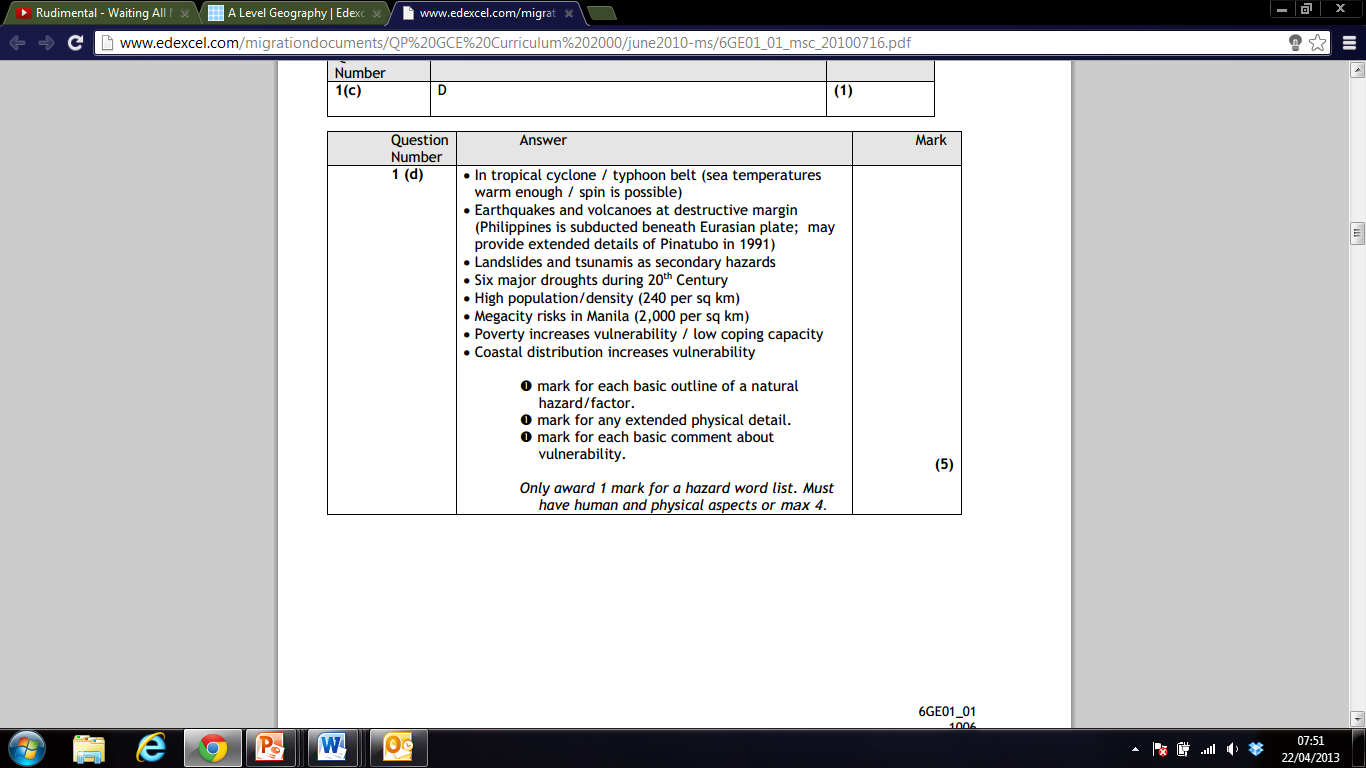 Rudimental - Waiting All
A Level Geography | Edexc
www.edexcel.com/migrat
www.edexcel.com/migrationdocuments/QP%20GCE%20Curriculum%202000/june2010-ms/6GE01_01_msc_20100716.pdf
Number
1(c) D (1)
Question Answer Mark
Number
1 (d) • In tropical cyclone / typhoon belt (sea temperatures
warm enough / spin is possible)
• Earthquakes and volcanoes at destructive margin
(Philippines is subducted beneath Eurasian plate; may
provide extended details of Pinatubo in 1991)
• Landslides and tsunamis as secondary hazards
• Six major droughts during 20th Century
• High population/density (240 per sq km)
• Megacity risks in Manila (2,000 per sq km)
• Poverty increases vulnerability / low coping capacity
• Coastal distribution increases vulnerability
❶ mark for each basic outline of a natural
hazard/factor.
❶ mark for any extended physical detail.
❶ mark for each basic comment about
vulnerability.
(5)
Only award 1 mark for a hazard word list. Must
have human and physical aspects or max 4.
6GE01_01
1006
07:51
22/04/2013